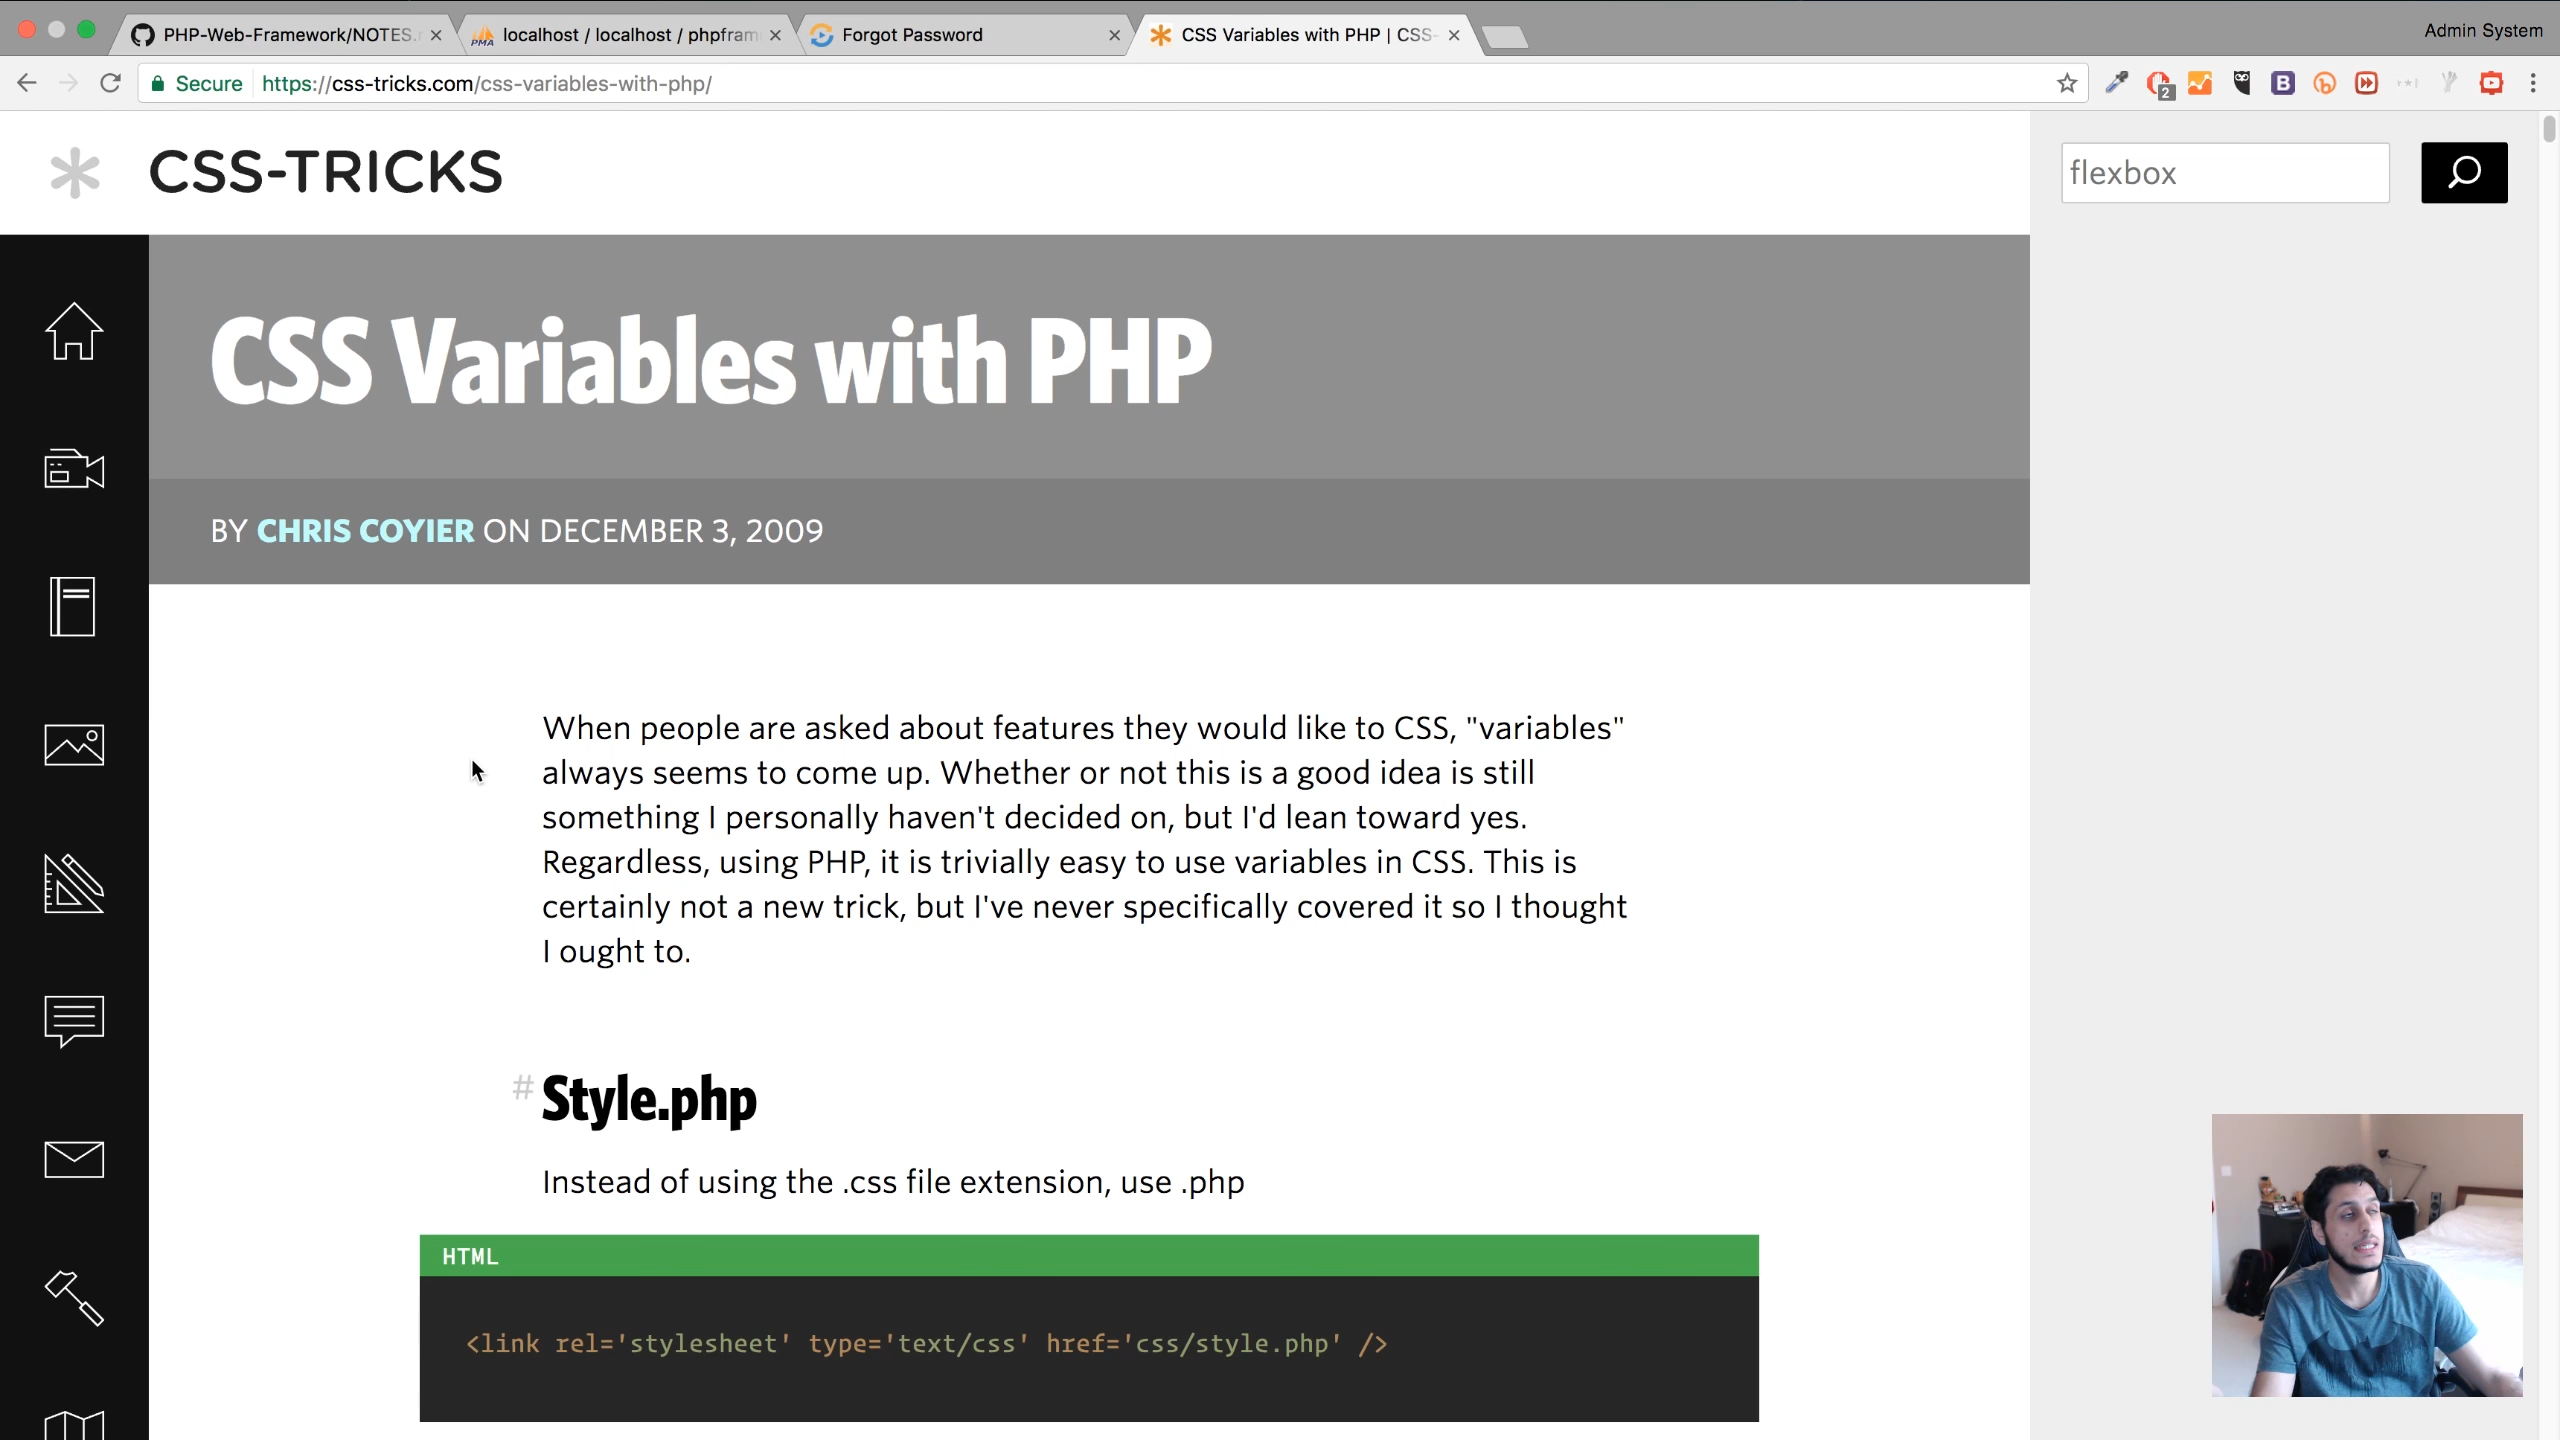 PHP-Web-Framework/NOTES.
localhost / localhost / phpfram
Forgot Password
CSS Variables with PHP | CSS-
Admin System
Secure https://css-tricks.com/css-variables-with-php/
2
B
CSS-TRICKS
flexbox
CSS Variables with PHP
BY CHRIS COYIER ON DECEMBER 3, 2009
When people are asked about features they would like to CSS, "variables"
always seems to come up. Whether or not this is a good idea is still
something I personally haven't decided on, but I'd lean toward yes.
Regardless, using PHP, it is trivially easy to use variables in CSS. This is
certainly not a new trick, but I've never specifically covered it so I thought
I ought to.
# Style.php
Instead of using the .css file extension, use .php
HTML
<link rel='stylesheet' type='text/css' href='css/style.php' />